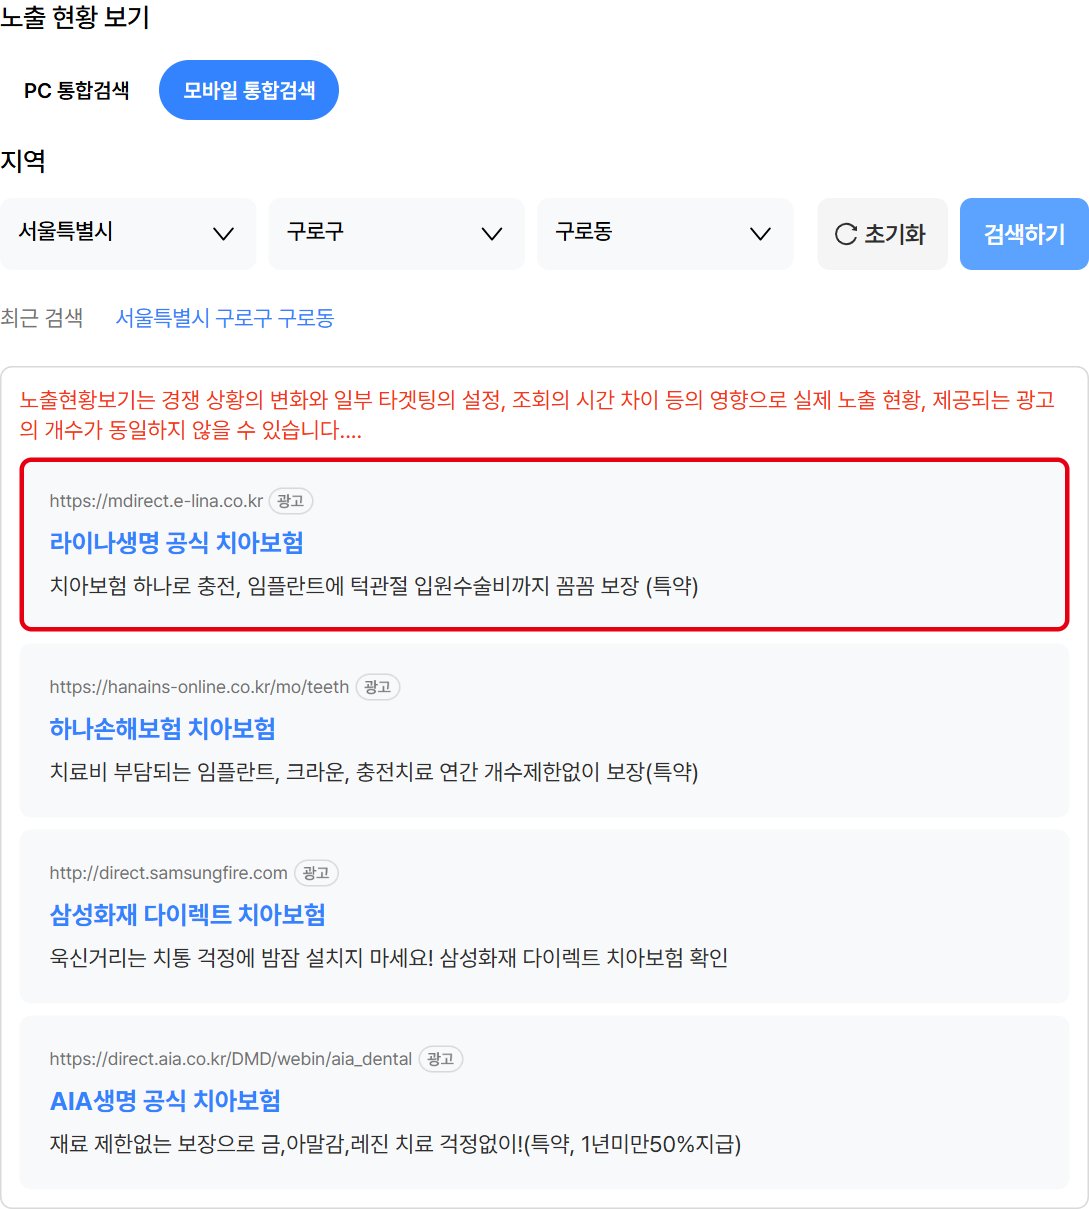 노출 현황 보기
PC 통합검색 모바일 통합검색
지역
서울특별시 구로구 구로동 초기화 검색하기
최근 검색 서울특별시 구로구 구로동
노출현황보기는 경쟁 상황의 변화와 일부 타겟팅의 설정, 조회의 시간 차이 등의 영향으로 실제 노출 현황, 제공되는 광고
의 개수가 동일하지 않을 수 있습니다....
https://mdirect.e-lina.co.kr 광고
라이나생명 공식 치아보험
치아보험 하나로 충전, 임플란트에 턱관절 입원수술비까지 꼼꼼 보장 (특약)
https://hanains-online.co.kr/mo/teeth 광고
하나손해보험 치아보험
치료비 부담되는 임플란트, 크라운, 충전치료 연간 개수제한없이 보장(특약)
http://direct.samsungfire.com 광고
삼성화재 다이렉트 치아보험
욱신거리는 치통 걱정에 밤잠 설치지 마세요! 삼성화재 다이렉트 치아보험 확인
https://direct.aia.co.kr/DMD/webin/aia_dental 광고
AIA생명 공식 치아보험
재료 제한없는 보장으로 금,아말감,레진 치료 걱정없이!(특약, 1년미만50%지급)